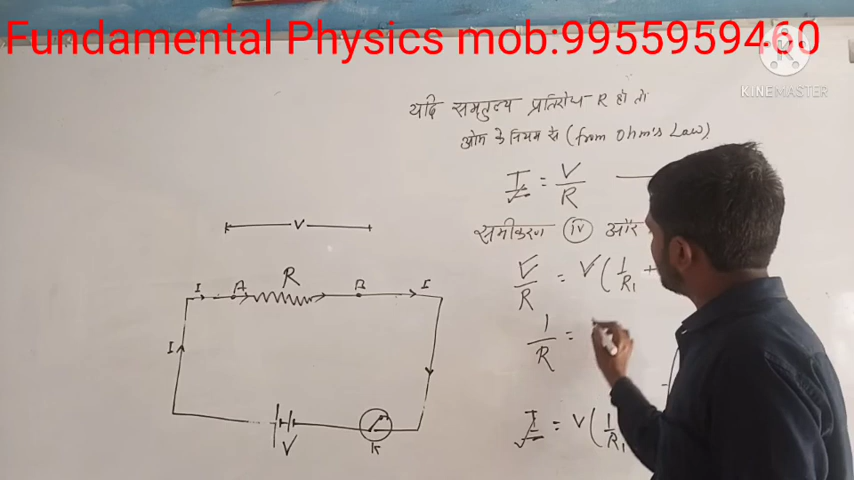 Fundamental Physics mob:9955959460
K
KINEMASTER
यदि समतुल्य प्रतिरोध R हो तो
ओम के नियम से (from Ohm's Law)
I = V/R
समीकरण (iv) और
V/R = V(1/R₁ +
1/R =
I = V(1/R₁
V
R
I A B I
I
V K